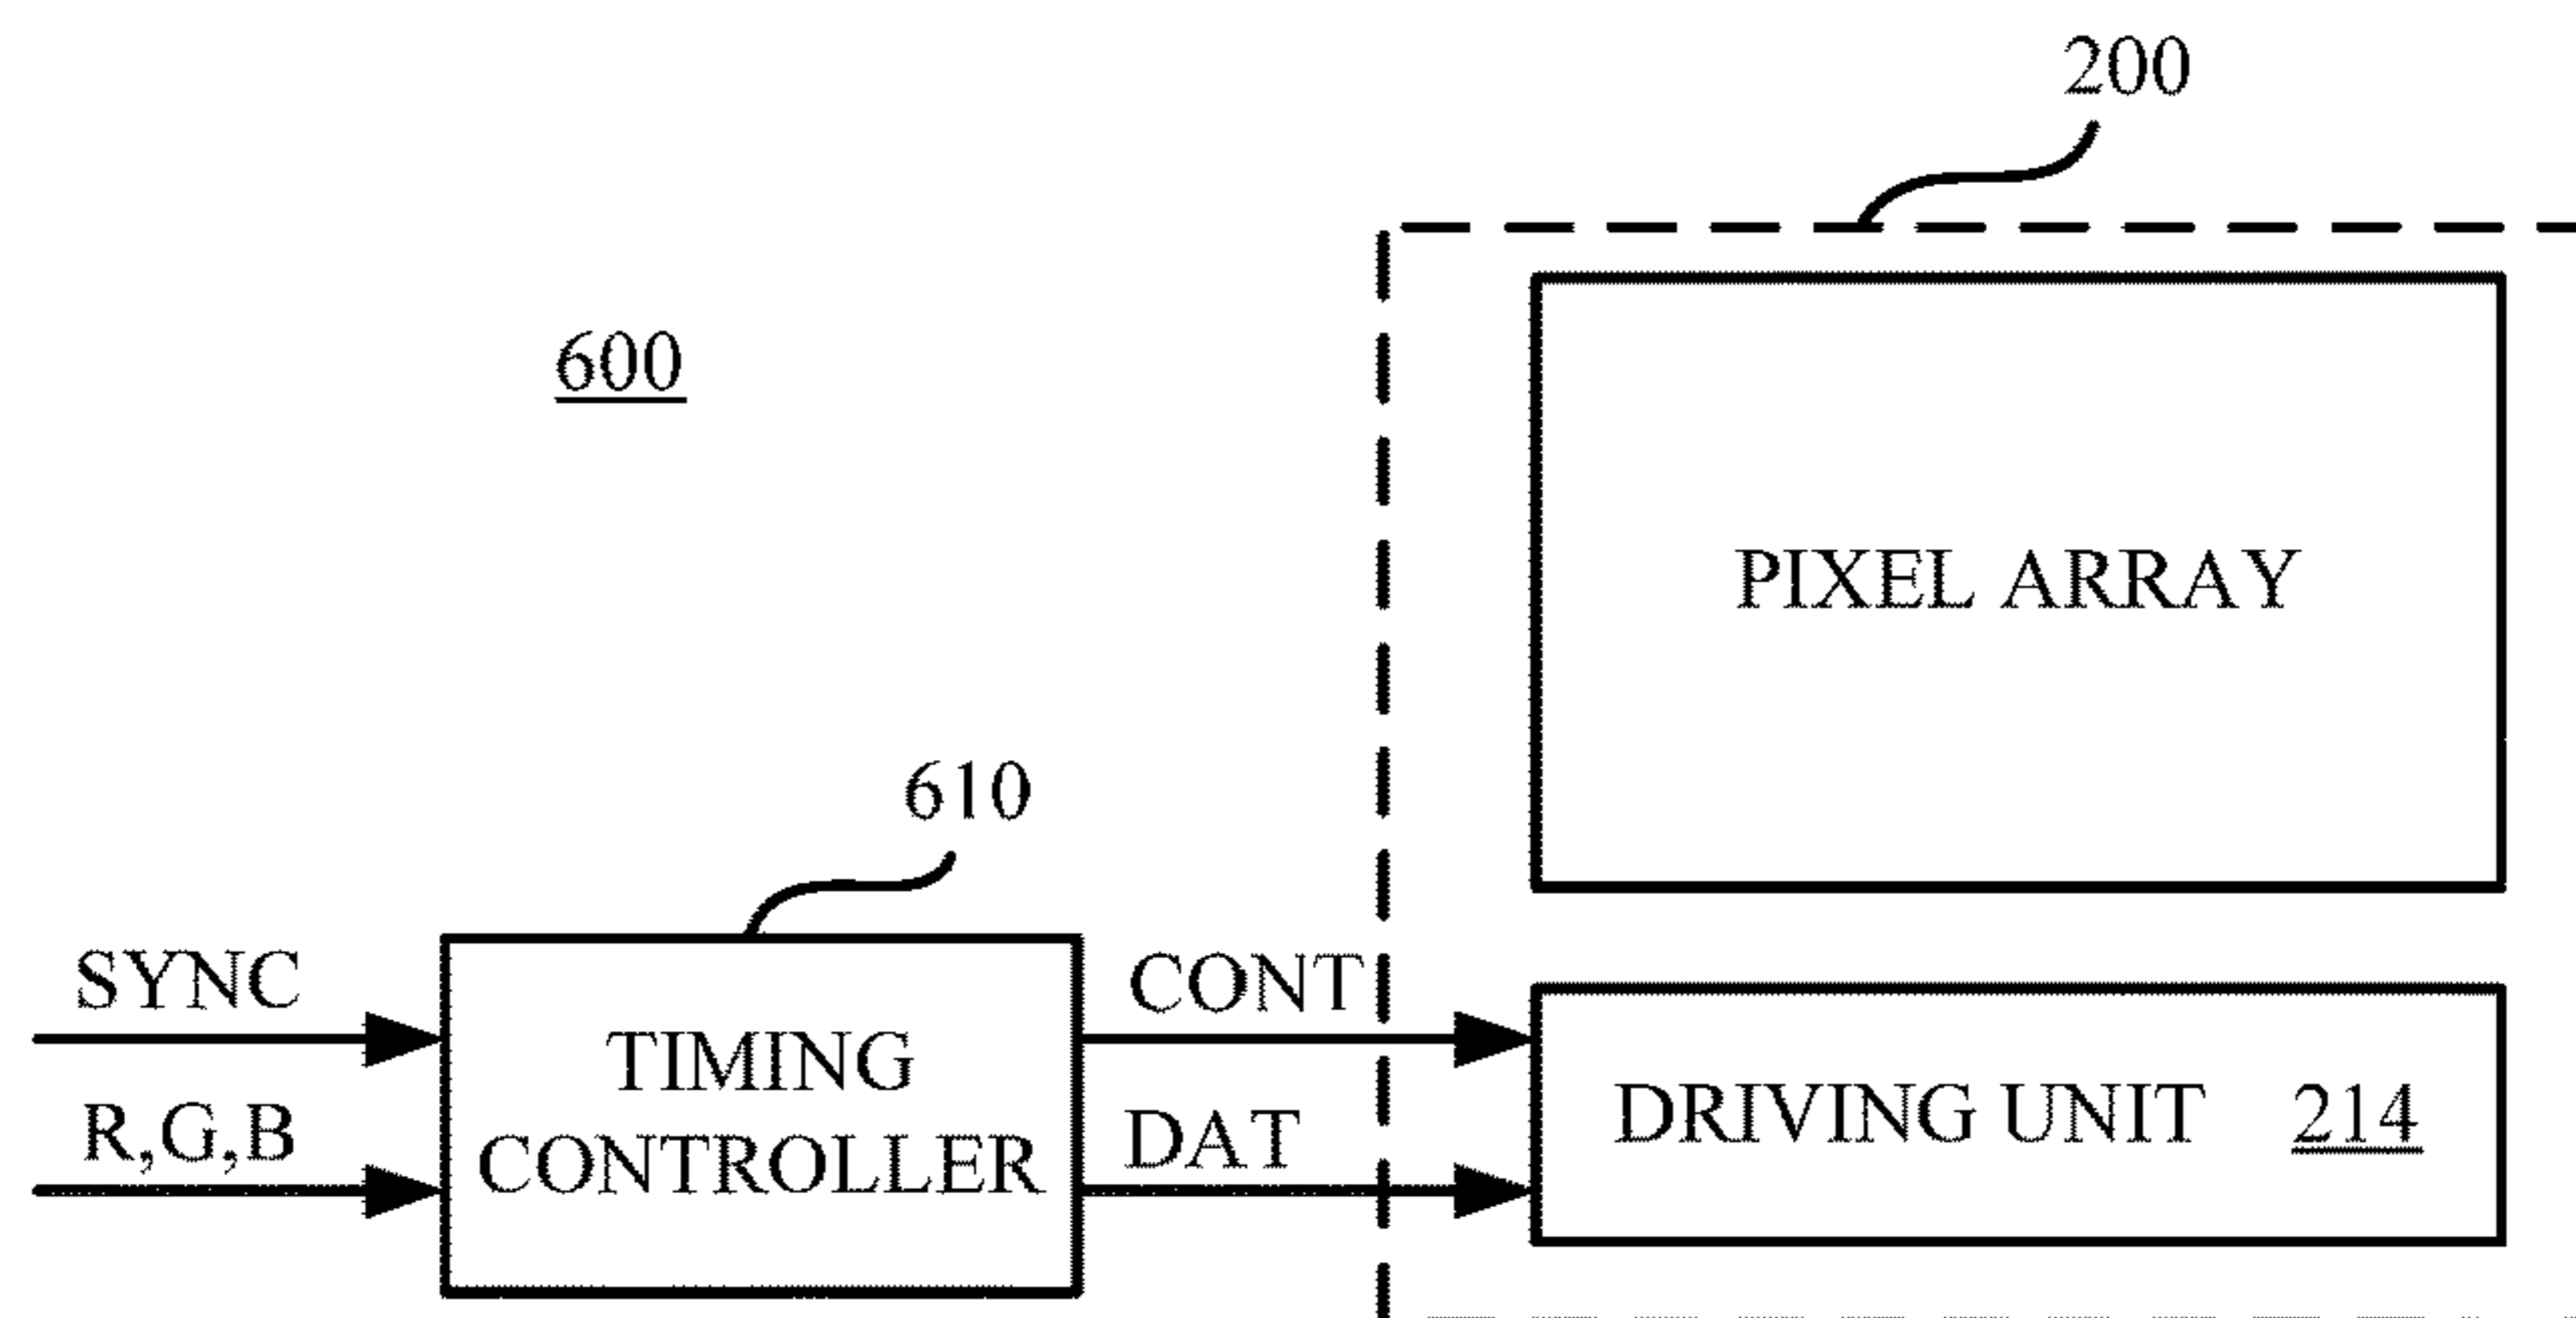 200
600
PIXEL ARRAY
610
SYNC
CONT
TIMING
CONTROLLER
R,G,B
DAT
DRIVING UNIT 214